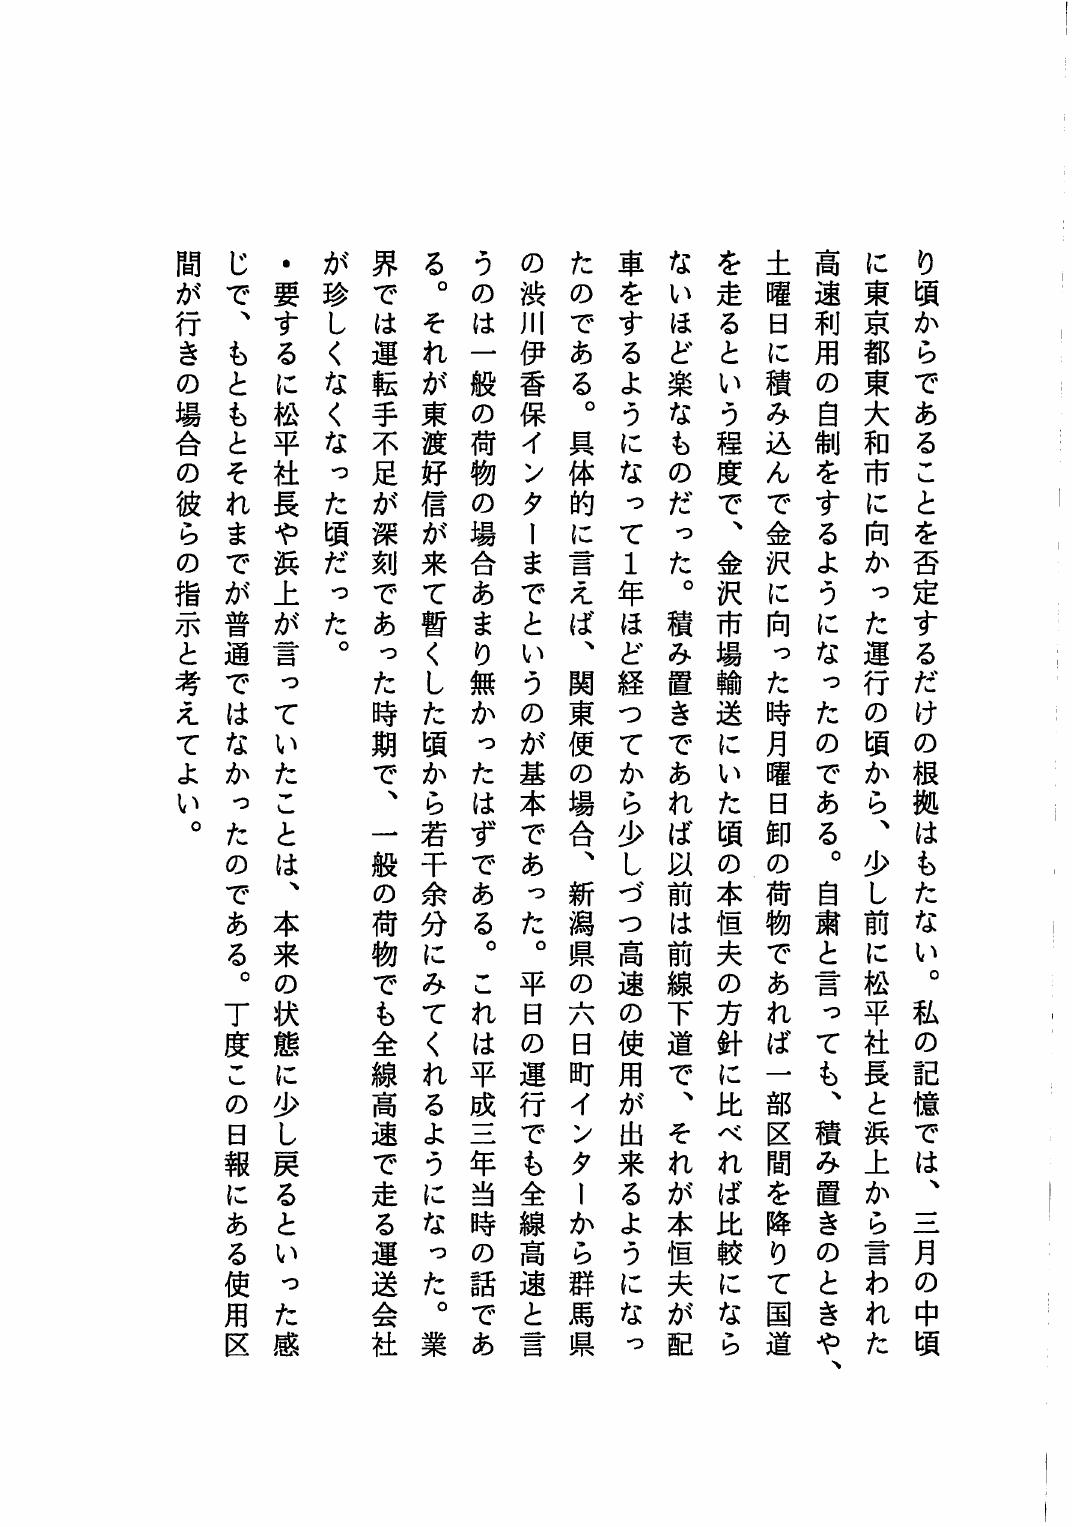 り頃からであることを否定するだけの根拠はもたない。私の記憶では、三月の中頃
に東京都東大和市に向かった運行の頃から、少し前に松平社長と浜上から言われた
高速利用の自制をするようになったのである。自粛と言っても、積み置きのときや、
土曜日に積み込んで金沢に向った時月曜日卸の荷物であれば一部区間を降りて国道
を走るという程度で、金沢市場輸送にいた頃の本恒夫の方針に比べれば比較になら
ないほど楽なものだった。積み置きであれば以前は前線下道で、それが本恒夫が配
車をするようになって１年ほど経つてから少しづつ高速の使用が出来るようになっ
たのである。具体的に言えば、関東便の場合、新潟県の六日町インターから群馬県
の渋川伊香保インターまでというのが基本であった。平日の運行でも全線高速と言
うのは一般の荷物の場合あまり無かったはずである。これは平成三年当時の話であ
る。それが東渡好信が来て暫くした頃から若干余分にみてくれるようになった。業
界では運転手不足が深刻であった時期で、一般の荷物でも全線高速で走る運送会社
が珍しくなくなった頃だった。
・要するに松平社長や浜上が言っていたことは、本来の状態に少し戻るといった感
じで、もともとそれまでが普通ではなかったのである。丁度この日報にある使用区
間が行きの場合の彼らの指示と考えてよい。